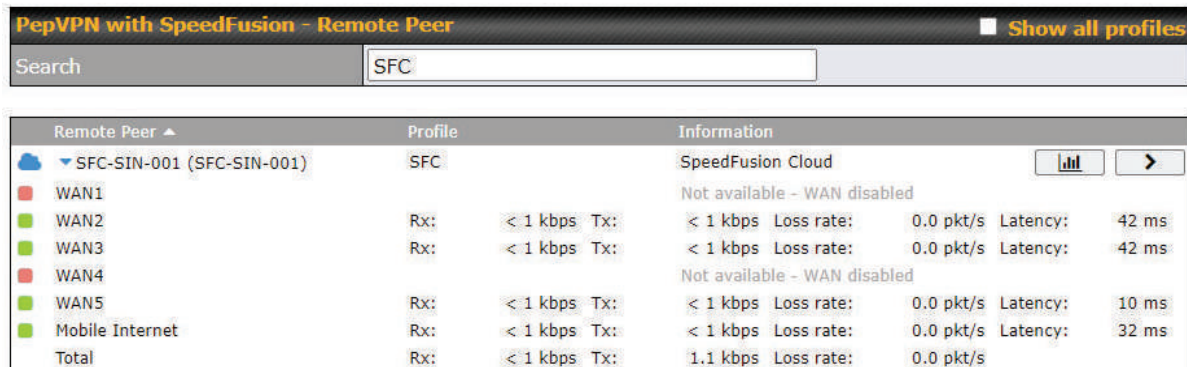 PepVPN with SpeedFusion - Remote Peer Show all profiles
Search SFC
Remote Peer Profile Information
SFC-SIN-001 (SFC-SIN-001) SFC SpeedFusion Cloud
WAN1 Not available - WAN disabled
WAN2 Rx: < 1 kbps Tx: < 1 kbps Loss rate: 0.0 pkt/s Latency: 42 ms
WAN3 Rx: < 1 kbps Tx: < 1 kbps Loss rate: 0.0 pkt/s Latency: 42 ms
WAN4 Not available - WAN disabled
WAN5 Rx: < 1 kbps Tx: < 1 kbps Loss rate: 0.0 pkt/s Latency: 10 ms
Mobile Internet Rx: < 1 kbps Tx: < 1 kbps Loss rate: 0.0 pkt/s Latency: 32 ms
Total Rx: < 1 kbps Tx: 1.1 kbps Loss rate: 0.0 pkt/s